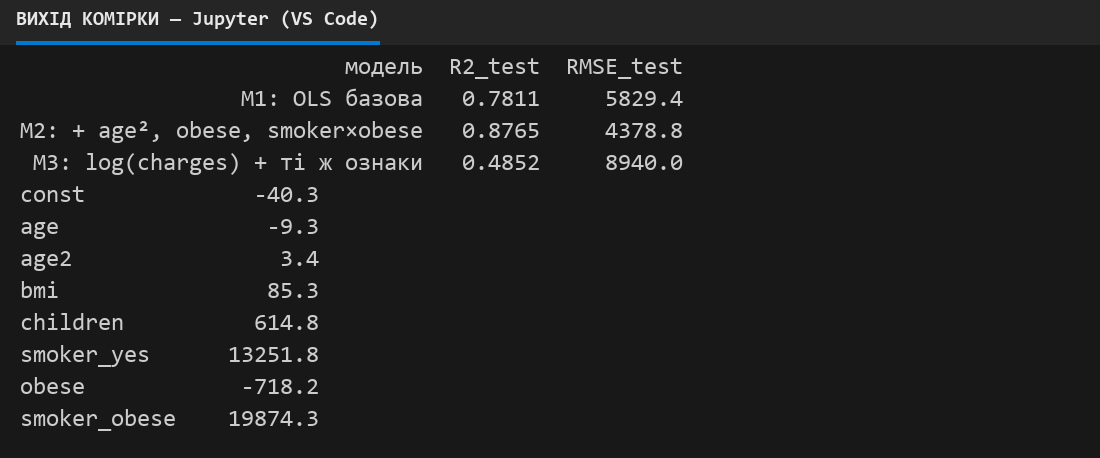 ВИХІД КОМІРКИ — Jupyter (VS Code)
модель R2_test RMSE_test
M1: OLS базова 0.7811 5829.4
M2: + age², obese, smoker×obese 0.8765 4378.8
M3: log(charges) + ті ж ознаки 0.4852 8940.0
const -40.3
age -9.3
age2 3.4
bmi 85.3
children 614.8
smoker_yes 13251.8
obese -718.2
smoker_obese 19874.3